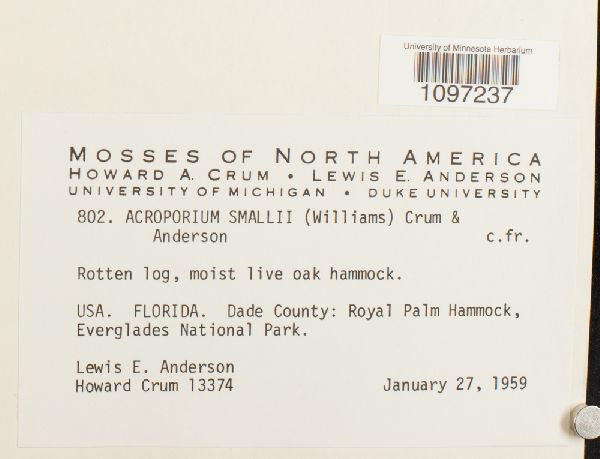 University of Minnesota Herbarium
1097237
MOSSES OF NORTH AMERICA
HOWARD A. CRUM • LEWIS E. ANDERSON
UNIVERSITY OF MICHIGAN • DUKE UNIVERSITY
802. ACROPORIUM SMALLII (Williams) Crum &
Anderson c.fr.
Rotten log, moist live oak hammock.
USA. FLORIDA. Dade County: Royal Palm Hammock,
Everglades National Park.
Lewis E. Anderson
Howard Crum 13374 January 27, 1959